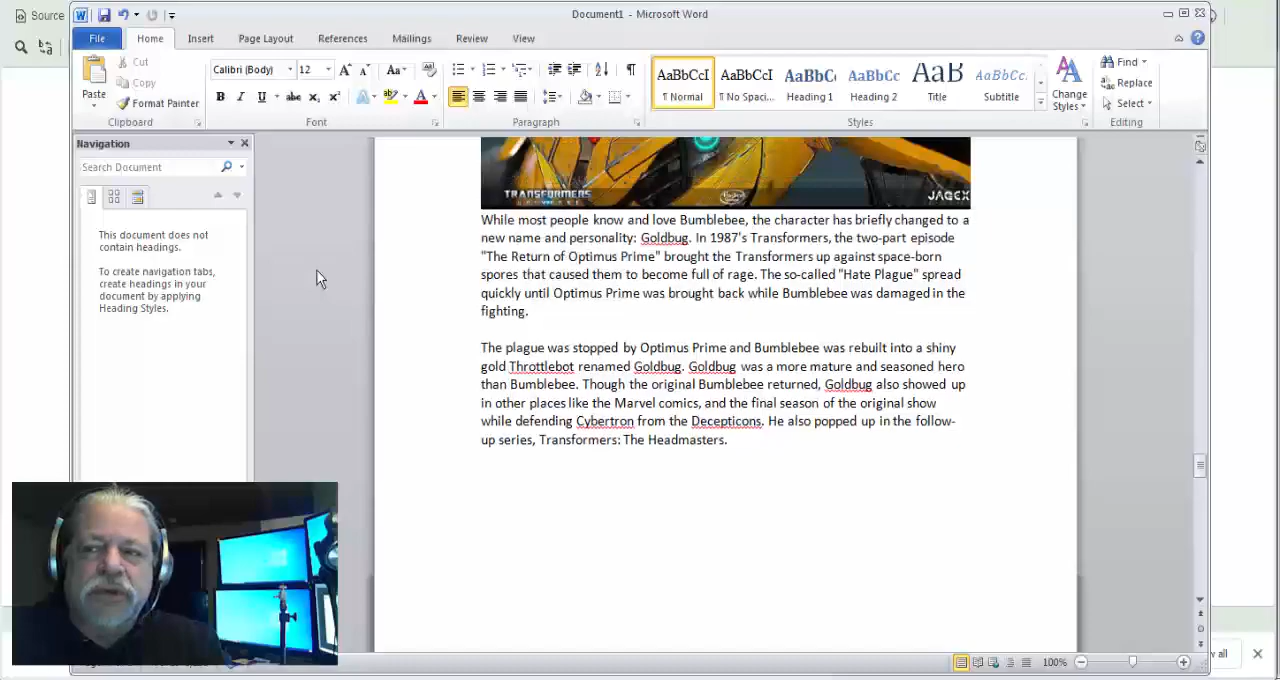 Source
Document1 - Microsoft Word
File Home Insert Page Layout References Mailings Review View
Paste
Cut
Copy
Format Painter
Clipboard
Calibri (Body) 12
Font
Paragraph
AaBbCcI AaBbCcI AaBbC AaBbCc AaB AaBbCc.
¶ Normal ¶ No Spaci... Heading 1 Heading 2 Title Subtitle
Change Styles
Styles
Find
Replace
Select
Editing
Navigation
Search Document
This document does not
contain headings.
To create navigation tabs,
create headings in your
document by applying
Heading Styles.
TRANSFORMERS
JAGEX
While most people know and love Bumblebee, the character has briefly changed to a
new name and personality: Goldbug. In 1987's Transformers, the two-part episode
"The Return of Optimus Prime" brought the Transformers up against space-born
spores that caused them to become full of rage. The so-called "Hate Plague" spread
quickly until Optimus Prime was brought back while Bumblebee was damaged in the
fighting.
The plague was stopped by Optimus Prime and Bumblebee was rebuilt into a shiny
gold Throttlebot renamed Goldbug. Goldbug was a more mature and seasoned hero
than Bumblebee. Though the original Bumblebee returned, Goldbug also showed up
in other places like the Marvel comics, and the final season of the original show
while defending Cybertron from the Decepticons. He also popped up in the follow-
up series, Transformers: The Headmasters.
100%
all